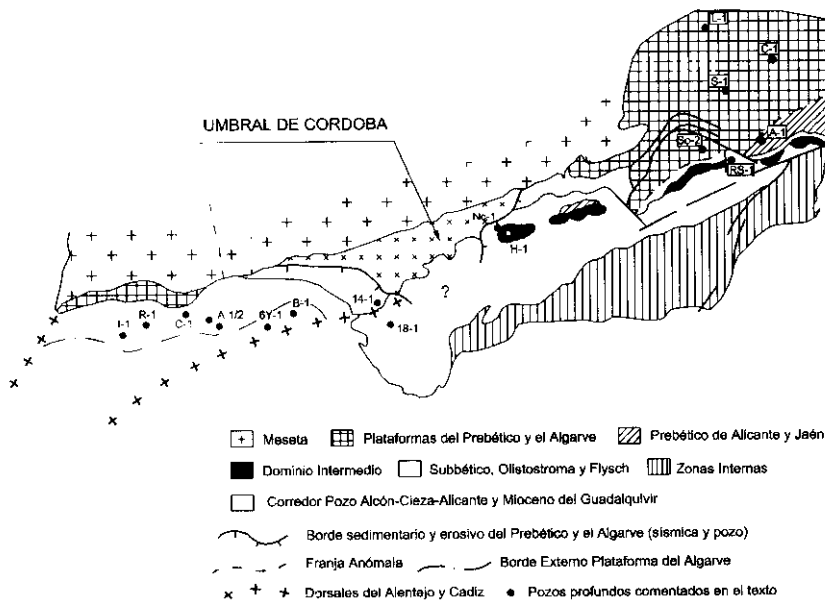 L-1
C-1
S-1
UMBRAL DE CORDOBA
A-1
So-2
RS-1
Nc-1
H-1
?
14-1
B-1
R-1
A 1/2
6Y-1
I-1
C-1
18-1
Meseta
Plataformas del Prebético y el Algarve
Prebético de Alicante y Jaén
Dominio Intermedio
Subbético, Olistostroma y Flysch
Zonas Internas
Corredor Pozo Alcón-Cieza-Alicante y Mioceno del Guadalquivir
Borde sedimentario y erosivo del Prebético y el Algarve (sísmica y pozo)
Franja Anómala
Borde Externo Plataforma del Algarve
Dorsales del Alentejo y Cadiz
Pozos profundos comentados en el texto